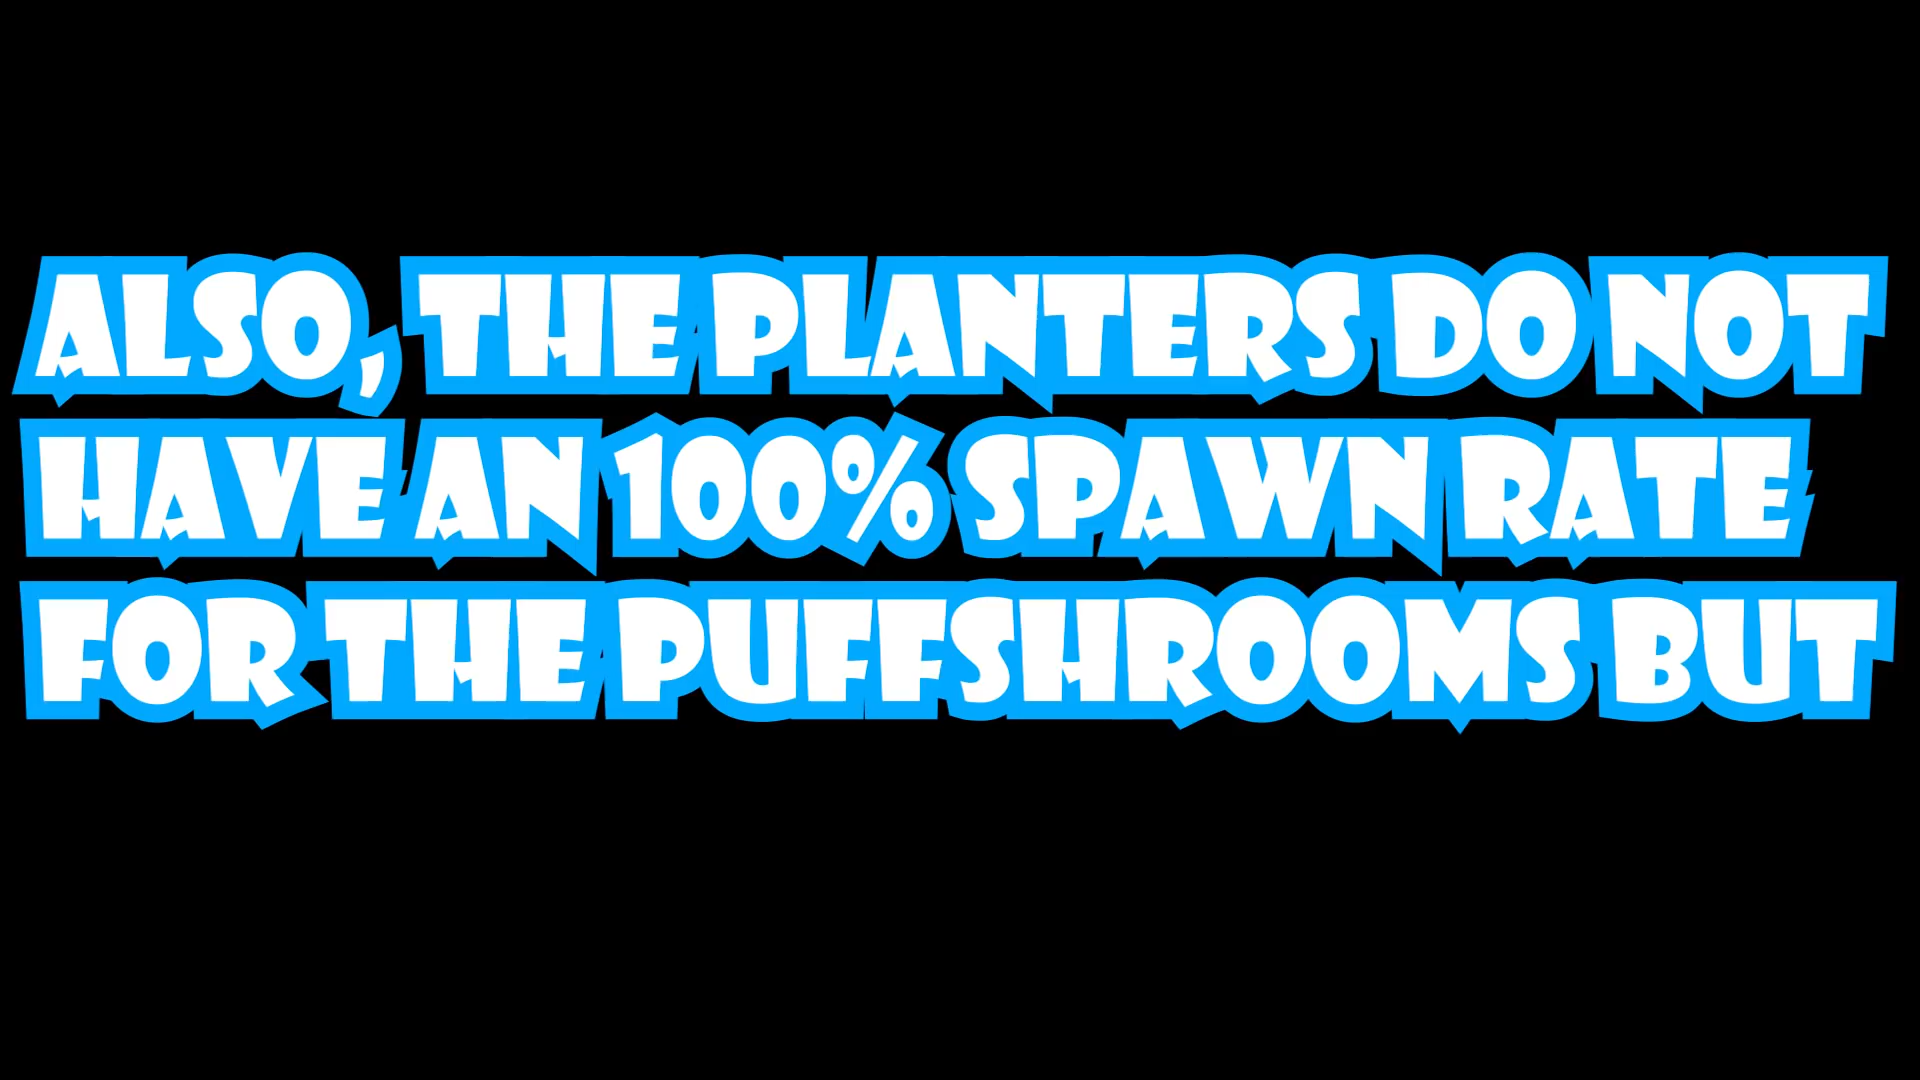 ALSO, THE PLANTERS DO NOT
HAVE AN 100% SPAWN RATE
FOR THE PUFFSHROOMS BUT